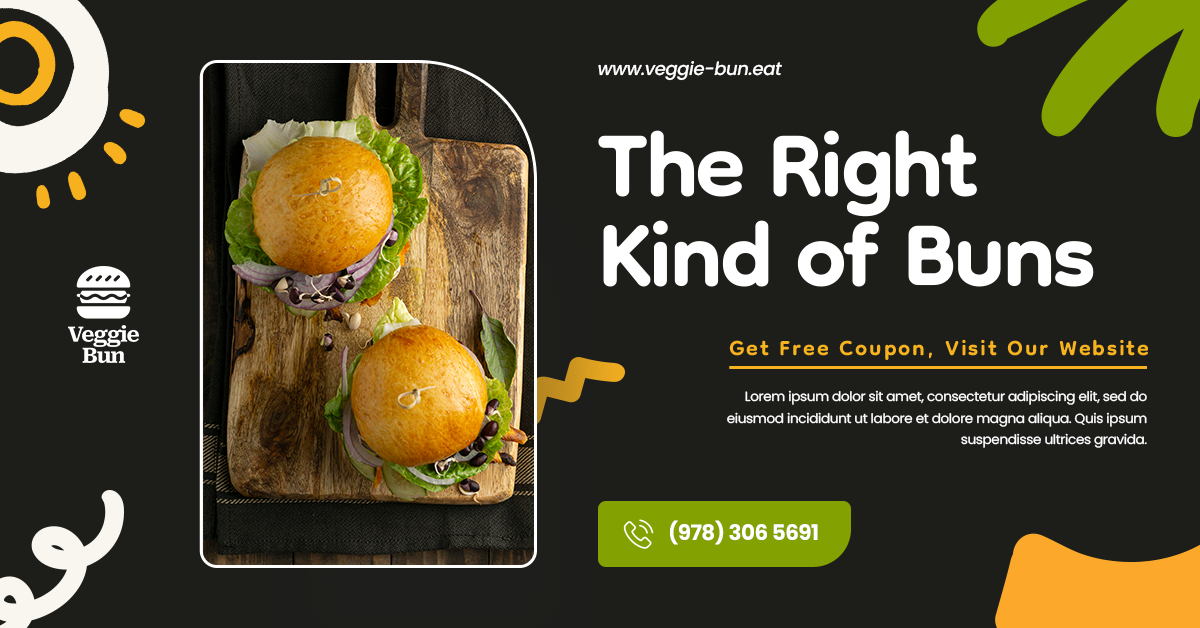 www.veggie-bun.eat
The Right
Kind of Buns
Veggie
Bun
Get Free Coupon, Visit Our Website
Lorem ipsum dolor sit amet, consectetur adipiscing elit, sed do
eiusmod incididunt ut labore et dolore magna aliqua. Quis ipsum
suspendisse ultrices gravida.
(978) 306 5691